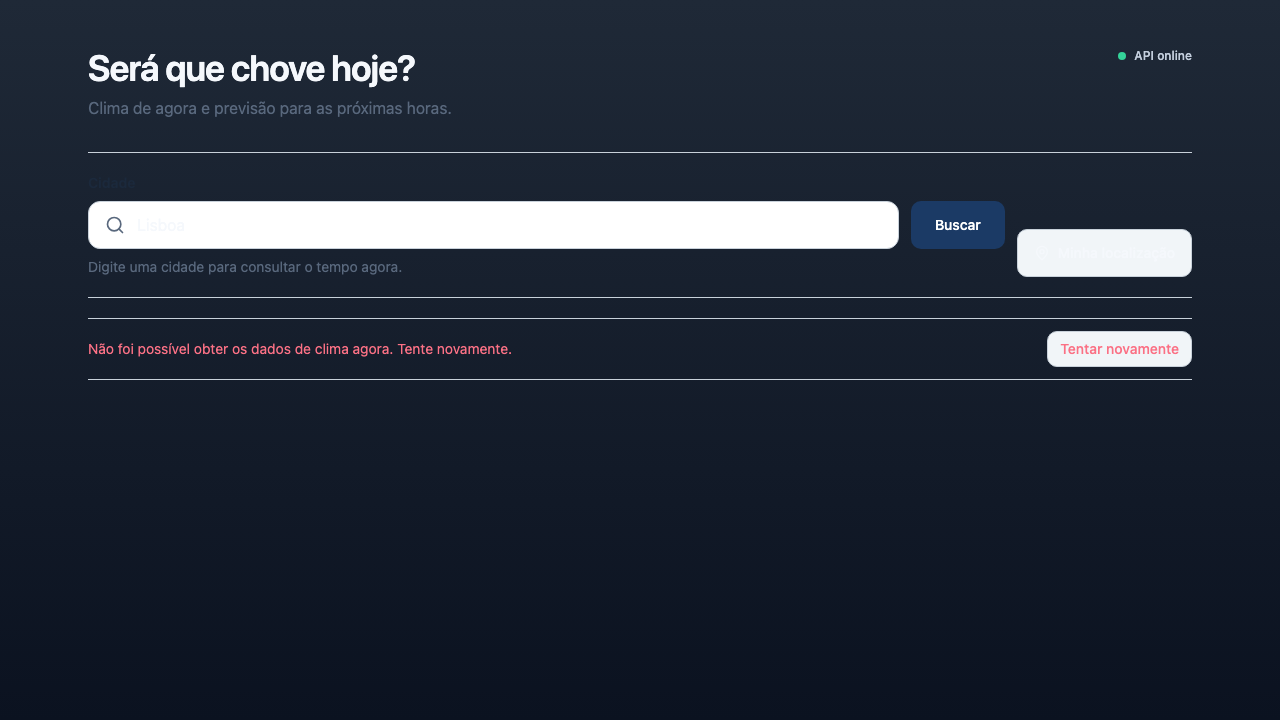 Será que chove hoje?
API online
Clima de agora e previsão para as próximas horas.
Cidade
Lisboa
Buscar
Minha localização
Digite uma cidade para consultar o tempo agora.
Não foi possível obter os dados de clima agora. Tente novamente.
Tentar novamente